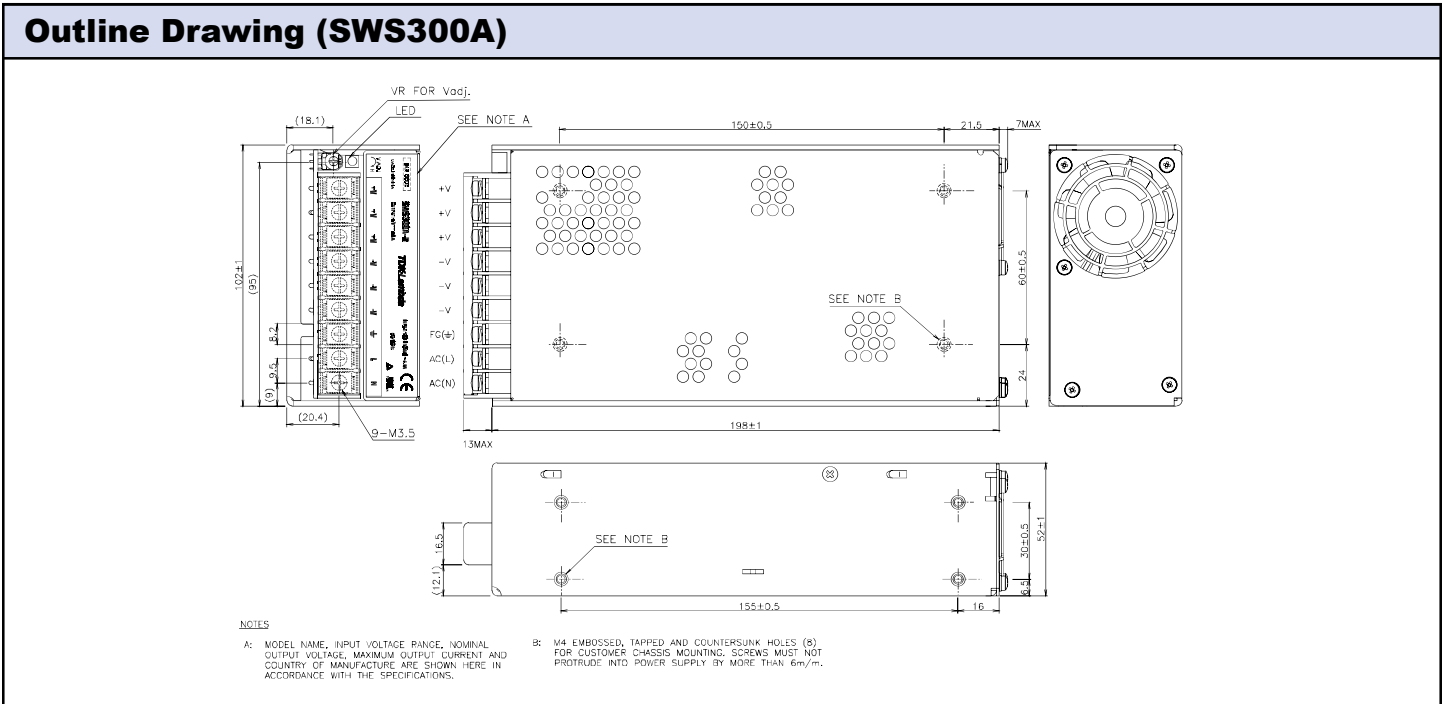 Outline Drawing (SWS300A)
VR FOR Vadj.
LED
SEE NOTE A
(18.1)
150±0.5
21.5
7MAX
+V
+V
+V
-V
-V
-V
FG(⏚)
AC(L)
AC(N)
102±1
(95)
8.2
9.5
(9)
(20.4)
9-M3.5
13MAX
SEE NOTE B
60±0.5
24
198±1
16.5
(12.1)
SEE NOTE B
155±0.5
16
30±0.5
52±1
6.5
NOTES
A: MODEL NAME, INPUT VOLTAGE RANGE, NOMINAL
OUTPUT VOLTAGE, MAXIMUM OUTPUT CURRENT AND
COUNTRY OF MANUFACTURE ARE SHOWN HERE IN
ACCORDANCE WITH THE SPECIFICATIONS.
B: M4 EMBOSSED, TAPPED AND COUNTERSUNK HOLES (8)
FOR CUSTOMER CHASSIS MOUNTING. SCREWS MUST NOT
PROTRUDE INTO POWER SUPPLY BY MORE THAN 6m/m.